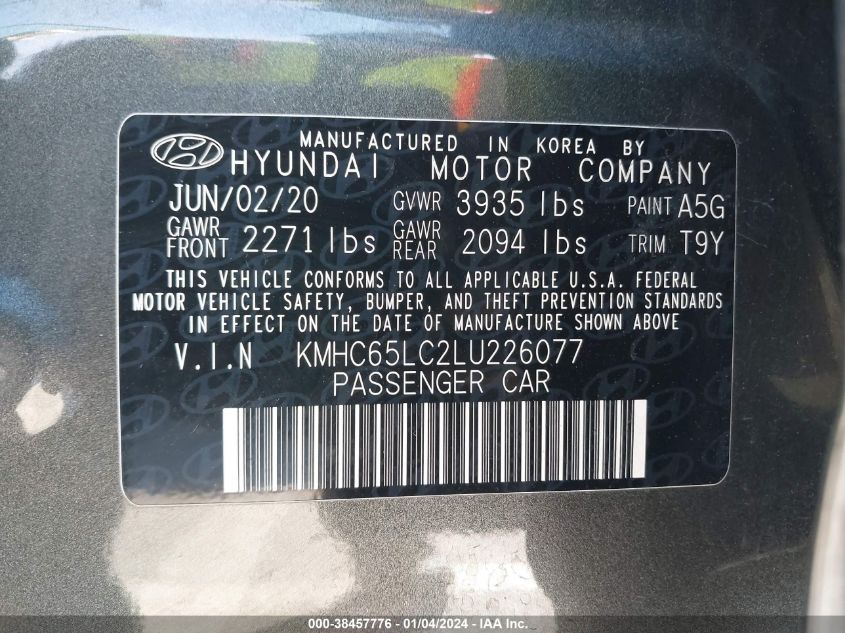 MANUFACTURED IN KOREA BY
HYUNDAI MOTOR COMPANY
JUN/02/20 GVWR 3935 lbs PAINT A5G
GAWR FRONT 2271 lbs GAWR REAR 2094 lbs TRIM T9Y
THIS VEHICLE CONFORMS TO ALL APPLICABLE U.S.A. FEDERAL
MOTOR VEHICLE SAFETY, BUMPER, AND THEFT PREVENTION STANDARDS
IN EFFECT ON THE DATE OF MANUFACTURE SHOWN ABOVE
V.I.N KMHC65LC2LU226077
PASSENGER CAR
000-38457776 - 01/04/2024 - IAA Inc.